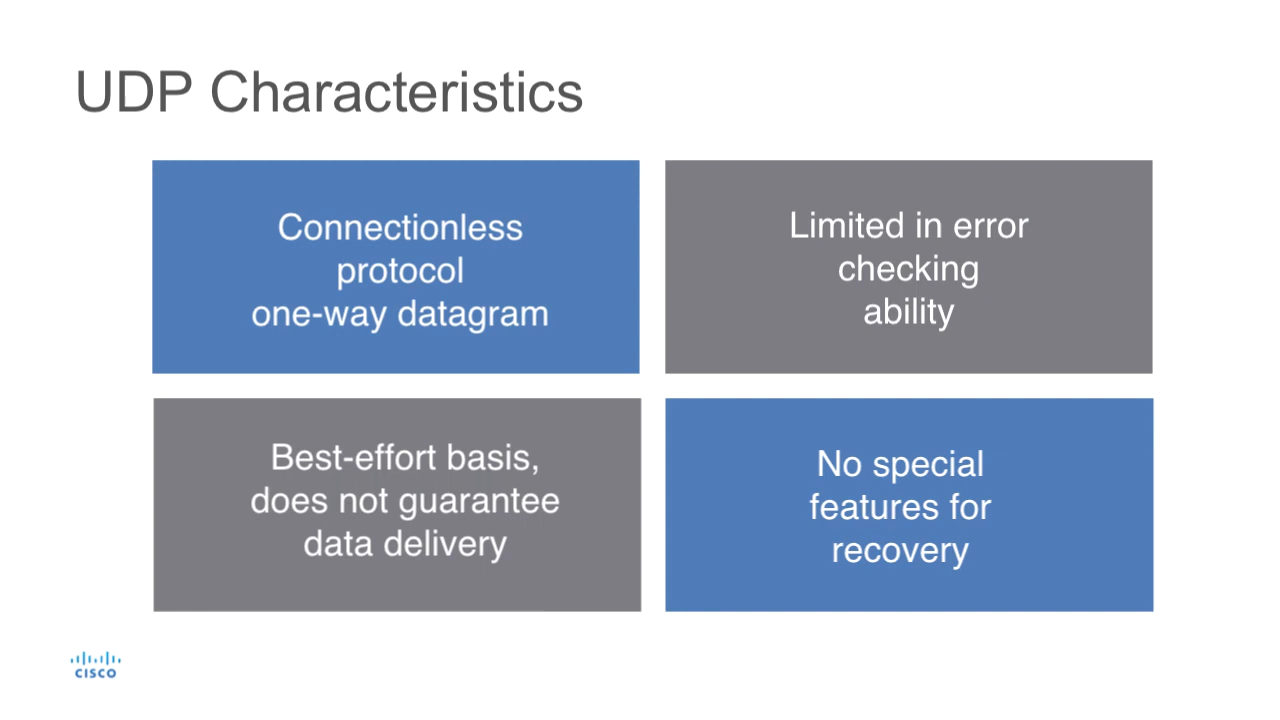 UDP Characteristics
Connectionless
protocol
one-way datagram
Limited in error
checking
ability
Best-effort basis,
does not guarantee
data delivery
No special
features for
recovery
CISCO